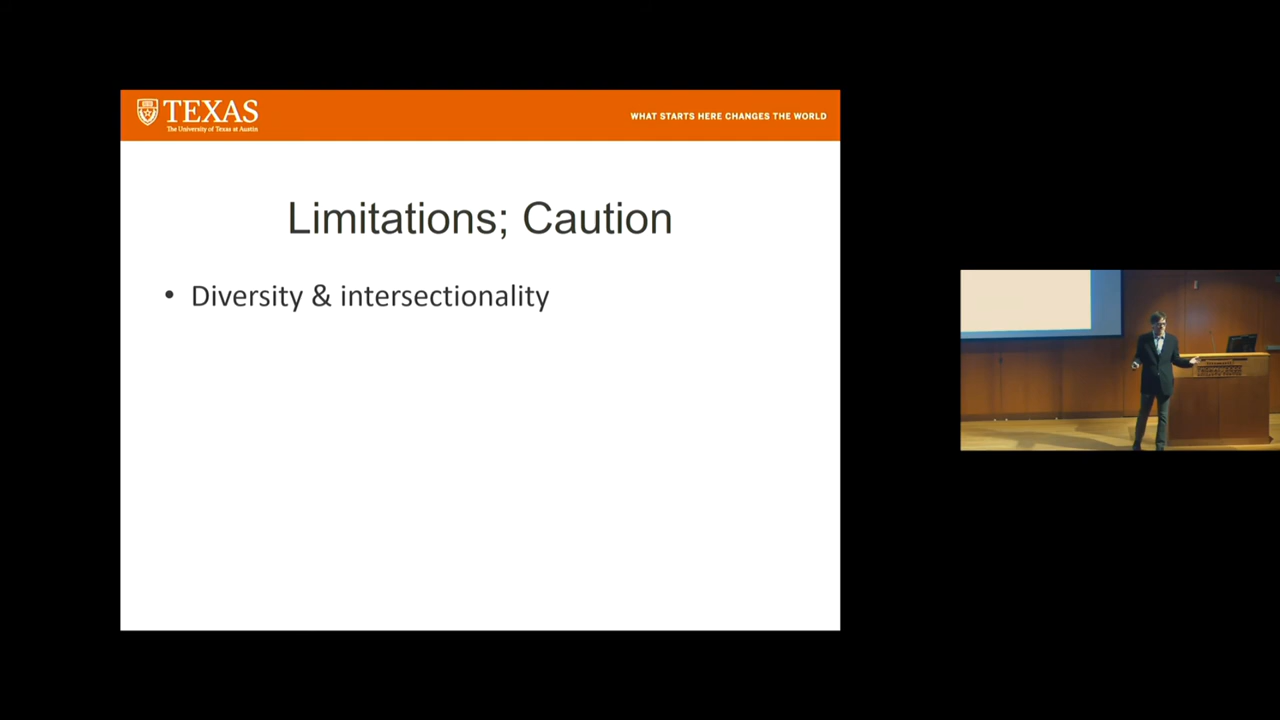 TEXAS
The University of Texas at Austin
WHAT STARTS HERE CHANGES THE WORLD
Limitations; Caution
• Diversity & intersectionality